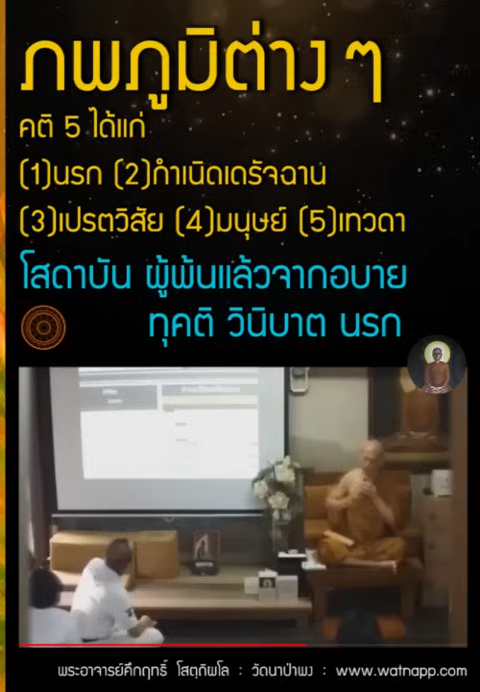 ภพภูมิต่าง ๆ
คติ 5 ได้แก่
(1)นรก (2)กำเนิดเดรัจฉาน
(3)เปรตวิสัย (4)มนุษย์ (5)เทวดา
โสดาบัน ผู้พ้นแล้วจากอบาย
ทุคติ วินิบาต นรก
พระอาจารย์คึกฤทธิ์ โสตฺถิผโล : วัดนาป่าพง : www.watnapp.com